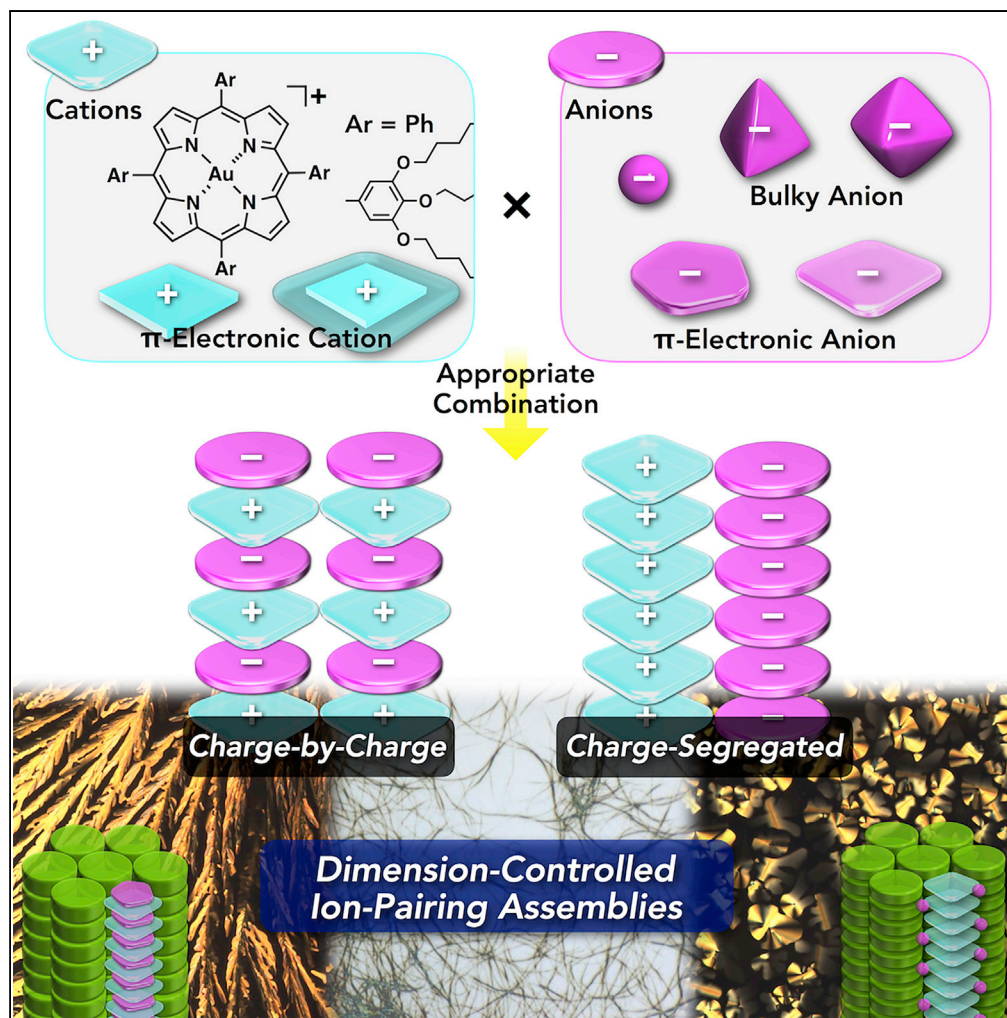 +
Cations
Ar
+
Ar = Ph
N
N
Ar
Au
Ar
N
N
Ar
O
O
O
+
+
π-Electronic Cation
×
−
Anions
−
−
−
Bulky Anion
−
−
π-Electronic Anion
Appropriate
Combination
− −
+ +
− −
+ +
− −
+ +
+ −
+ −
+ −
+ −
+ −
+ −
Charge-by-Charge
Charge-Segregated
Dimension-Controlled
Ion-Pairing Assemblies